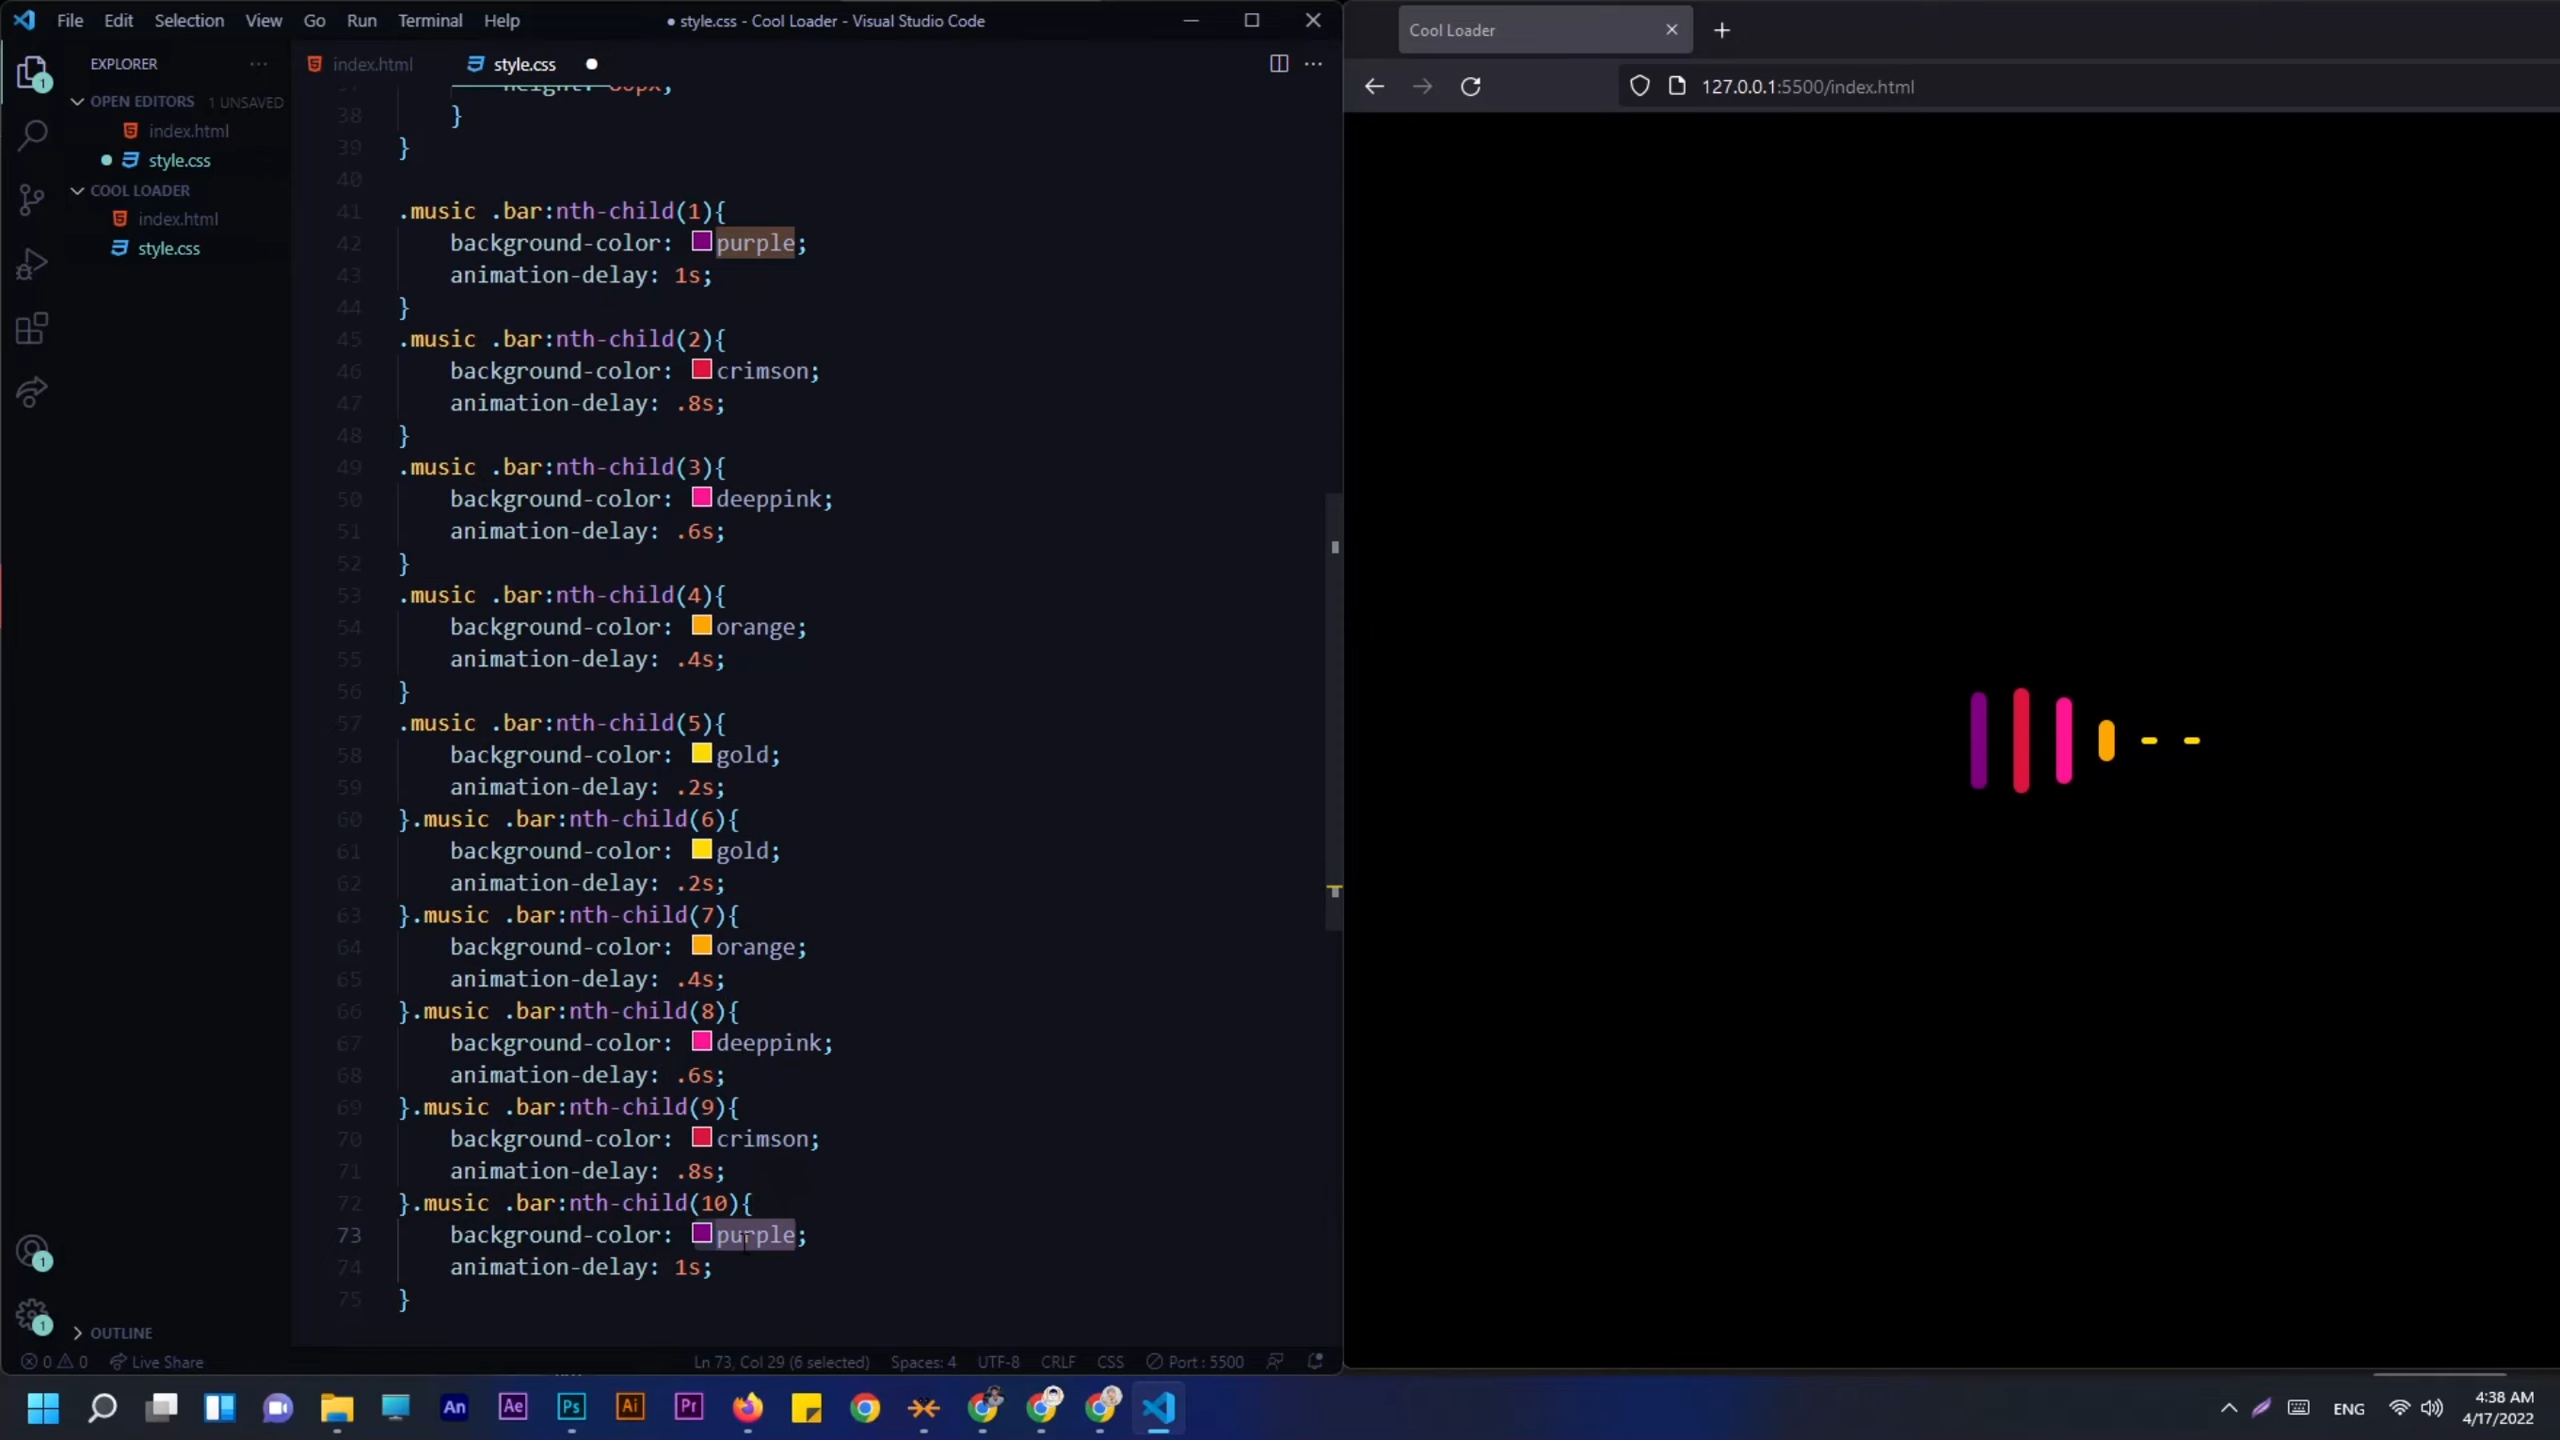 File Edit Selection View Go Run Terminal Help
● style.css - Cool Loader - Visual Studio Code
EXPLORER
OPEN EDITORS 1 UNSAVED
index.html
style.css
COOL LOADER
index.html
style.css
OUTLINE
index.html
style.css
38 }
39 }
40
41 .music .bar:nth-child(1){
42 background-color: purple;
43 animation-delay: 1s;
44 }
45 .music .bar:nth-child(2){
46 background-color: crimson;
47 animation-delay: .8s;
48 }
49 .music .bar:nth-child(3){
50 background-color: deeppink;
51 animation-delay: .6s;
52 }
53 .music .bar:nth-child(4){
54 background-color: orange;
55 animation-delay: .4s;
56 }
57 .music .bar:nth-child(5){
58 background-color: gold;
59 animation-delay: .2s;
60 }.music .bar:nth-child(6){
61 background-color: gold;
62 animation-delay: .2s;
63 }.music .bar:nth-child(7){
64 background-color: orange;
65 animation-delay: .4s;
66 }.music .bar:nth-child(8){
67 background-color: deeppink;
68 animation-delay: .6s;
69 }.music .bar:nth-child(9){
70 background-color: crimson;
71 animation-delay: .8s;
72 }.music .bar:nth-child(10){
73 background-color: purple;
74 animation-delay: 1s;
75 }
0 0 Live Share
Ln 73, Col 29 (6 selected) Spaces: 4 UTF-8 CRLF CSS Port : 5500
Cool Loader
127.0.0.1:5500/index.html
1
1
1
An Ae Ps Ai Pr
ENG
4:38 AM
4/17/2022